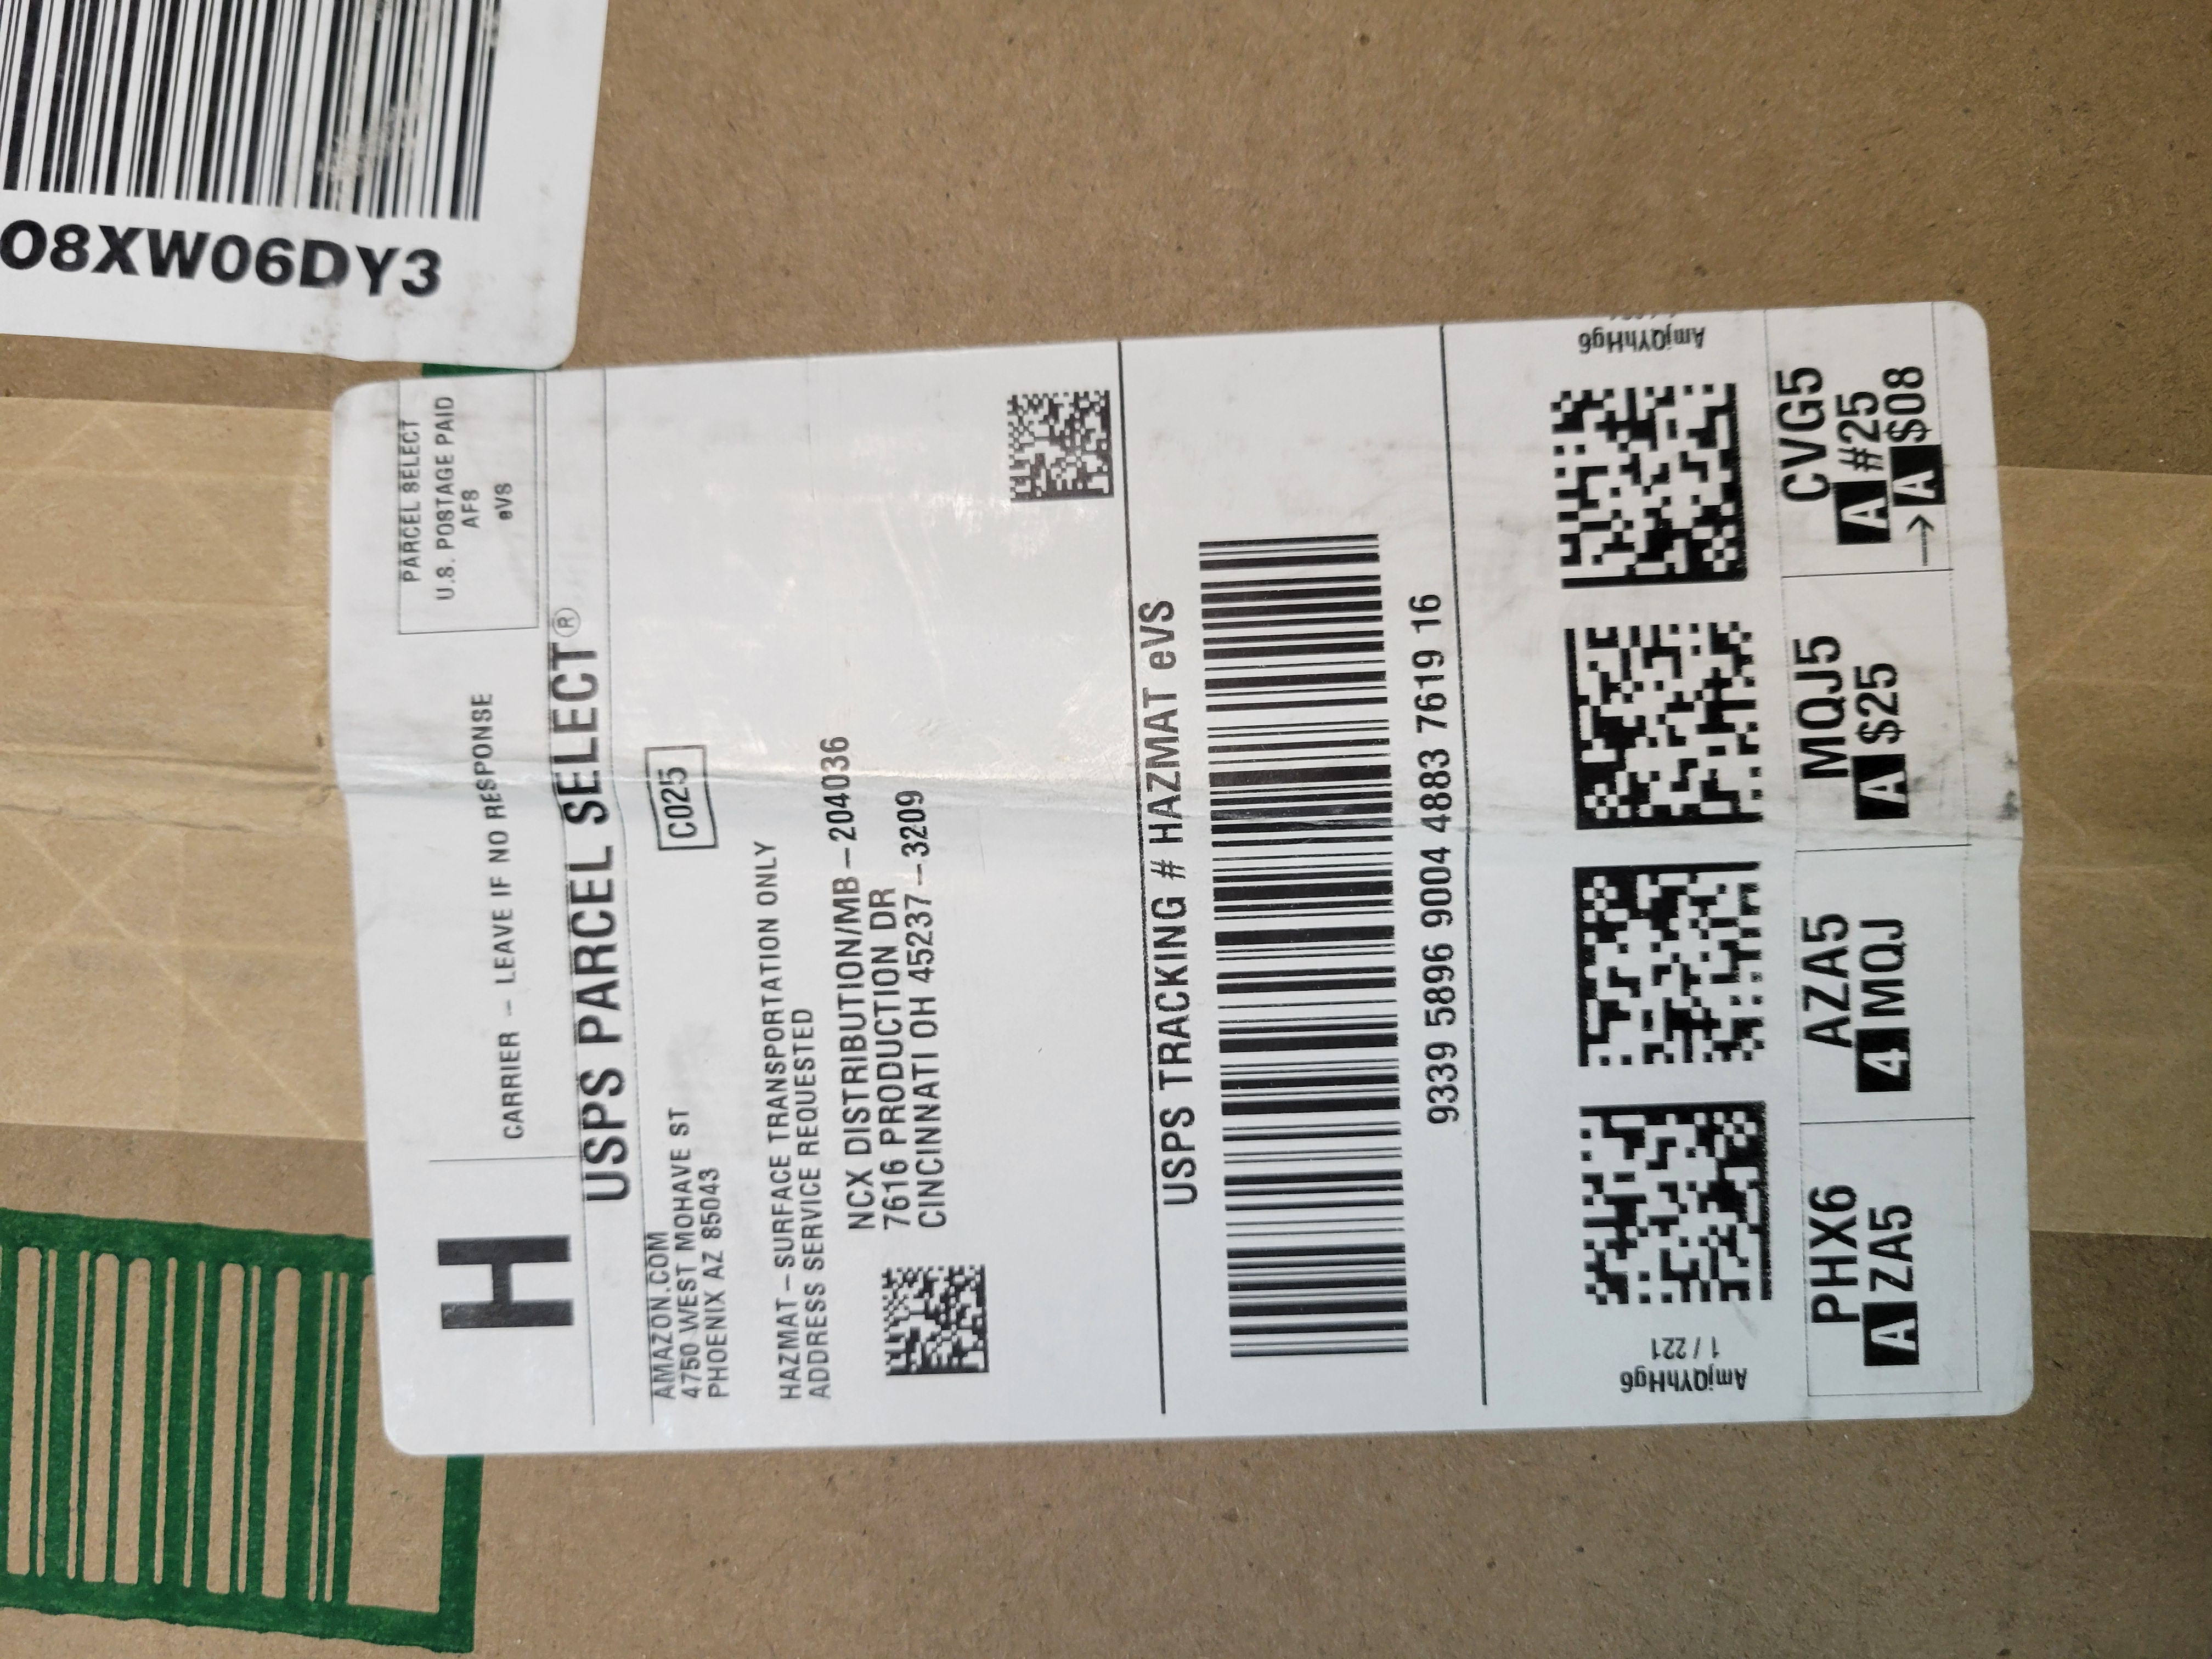 O8XW06DY3
H
CARRIER - LEAVE IF NO RESPONSE
PARCEL SELECT
U.S. POSTAGE PAID
AFS
eVS
USPS PARCEL SELECT®
AMAZON.COM
4750 WEST MOHAVE ST
PHOENIX AZ 85043
C025
HAZMAT-SURFACE TRANSPORTATION ONLY
ADDRESS SERVICE REQUESTED
NCX DISTRIBUTION/MB-204036
7616 PRODUCTION DR
CINCINNATI OH 45237-3209
USPS TRACKING # HAZMAT eVS
9339 5896 9004 4883 7619 16
AmjQYhHg6
1/221
AmjQYhHg6
PHX6
A ZA5
AZA5
4 MQJ
MQJ5
A $25
CVG5
A #25
→ A $08